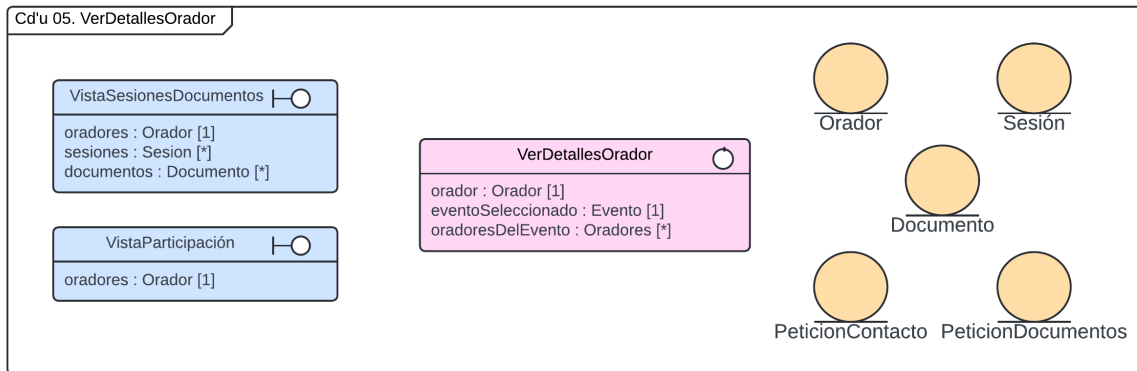 Cd'u 05. VerDetallesOrador
VistaSesionesDocumentos
oradores : Orador [1]
sesiones : Sesion [*]
documentos : Documento [*]
VistaParticipación
oradores : Orador [1]
VerDetallesOrador
orador : Orador [1]
eventoSeleccionado : Evento [1]
oradoresDelEvento : Oradores [*]
Orador
Sesión
Documento
PeticionContacto
PeticionDocumentos